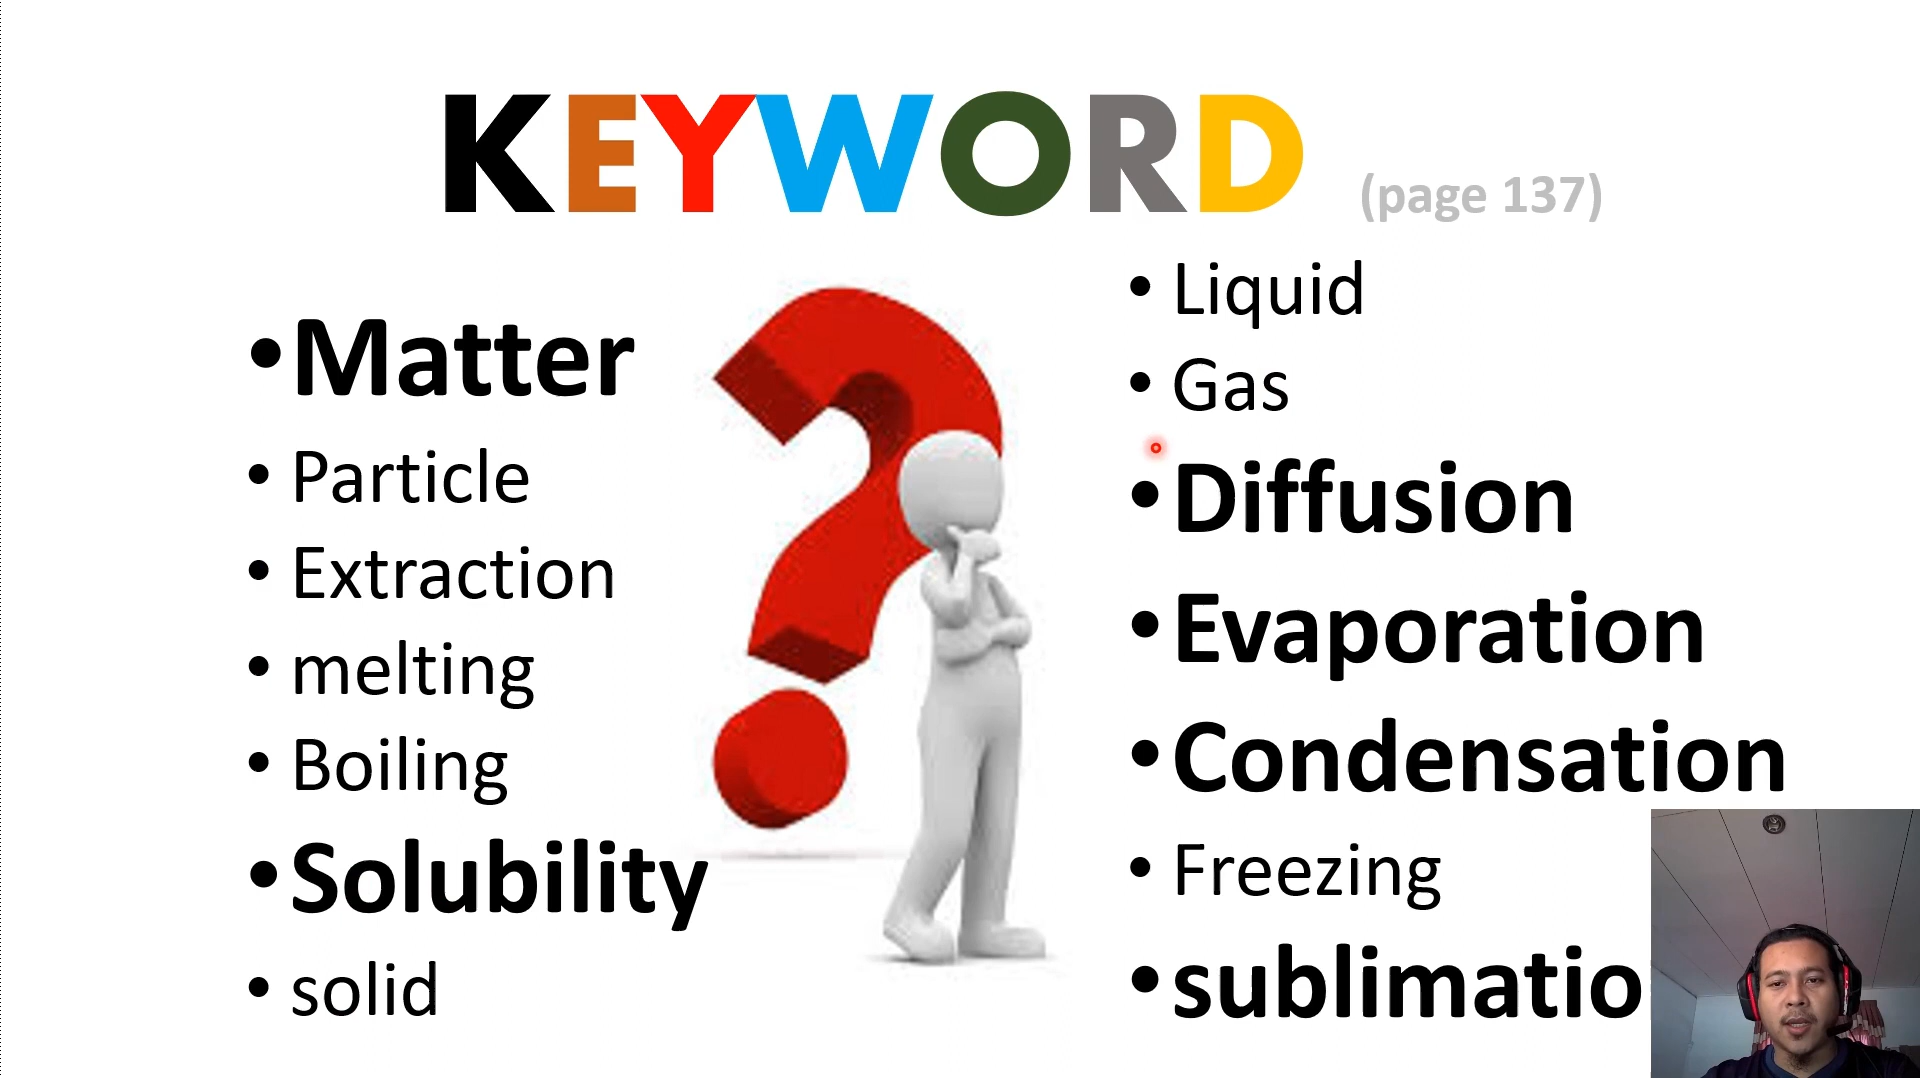 KEYWORD (page 137)
• Matter
• Particle
• Extraction
• melting
• Boiling
• Solubility
• solid
• Liquid
• Gas
• Diffusion
• Evaporation
• Condensation
• Freezing
• sublimatio